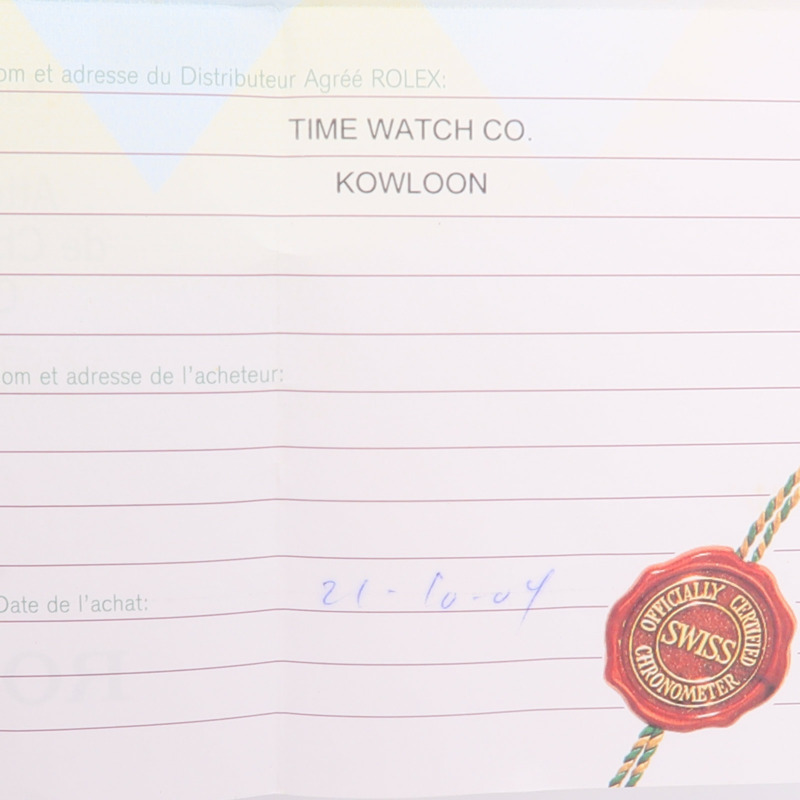 om et adresse du Distributeur Agréé ROLEX:
TIME WATCH CO.
KOWLOON
om et adresse de l'acheteur:
Date de l'achat:
21-10-04
OFFICIALLY CERTIFIED
SWISS
CHRONOMETER